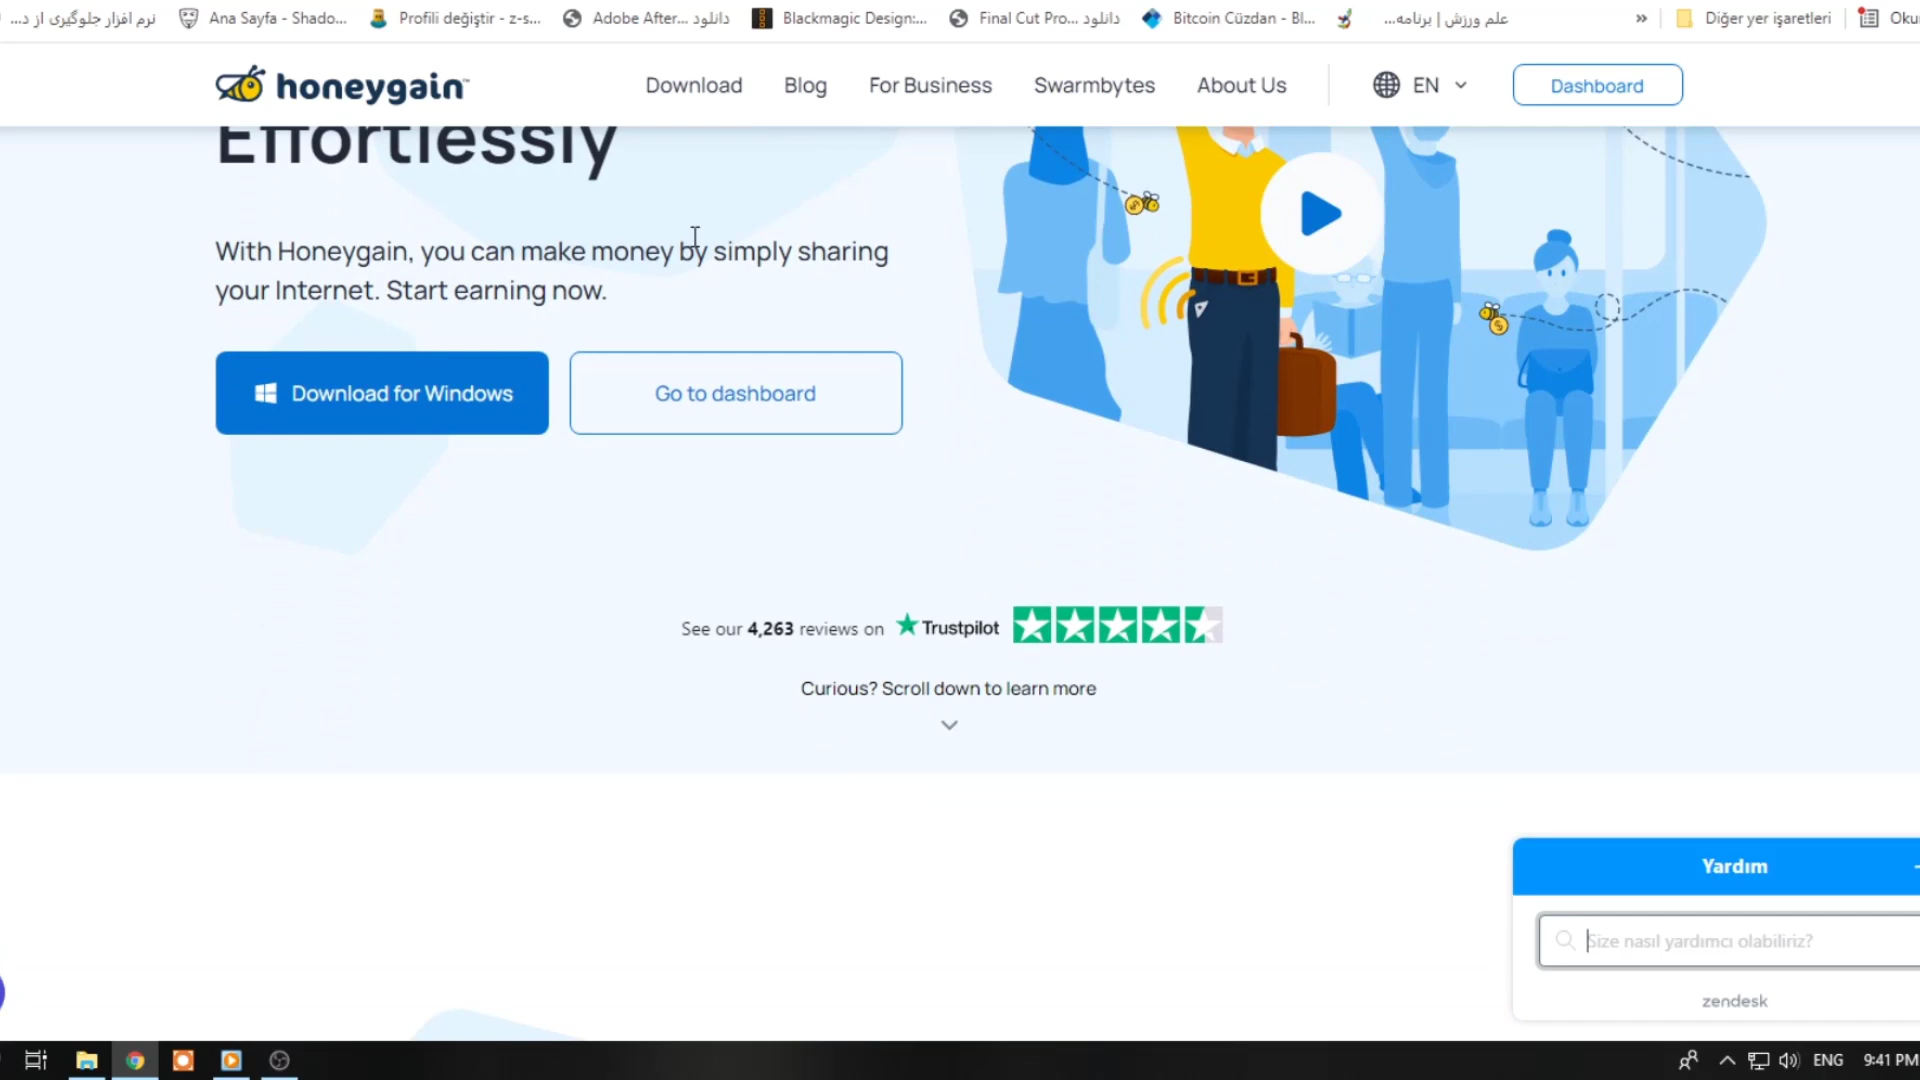 نرم افزار جلوگیری از د...
Ana Sayfa - Shado...
Profili değiştir - z-s...
دانلود Adobe After...
Blackmagic Design:...
دانلود Final Cut Pro...
Bitcoin Cüzdan - Bl...
علم ورزش | برنامه...
»
Diğer yer işaretleri
honeygain™
Download
Blog
For Business
Swarmbytes
About Us
EN
Dashboard
Effortlessly
With Honeygain, you can make money by simply sharing
your Internet. Start earning now.
Download for Windows
Go to dashboard
See our 4,263 reviews on Trustpilot
Curious? Scroll down to learn more
Yardım
Size nasıl yardımcı olabiliriz?
zendesk
ENG
9:41 PM